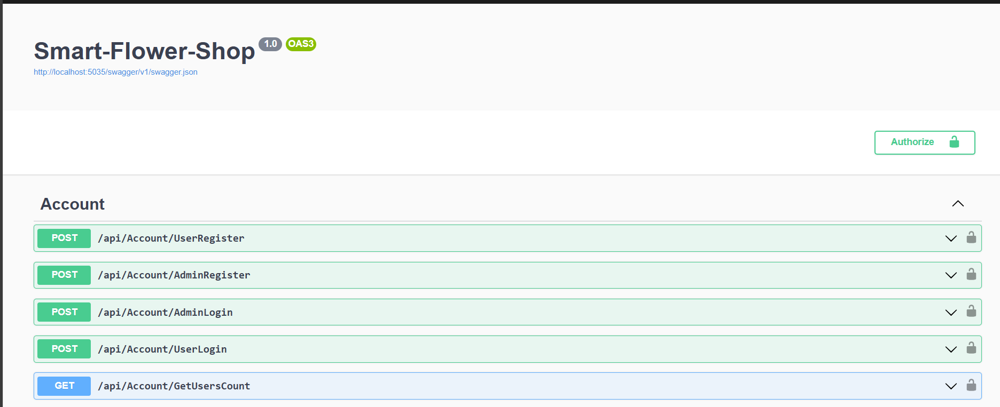 Smart-Flower-Shop 1.0 OAS3
http://localhost:5035/swagger/v1/swagger.json
Authorize
Account
POST /api/Account/UserRegister
POST /api/Account/AdminRegister
POST /api/Account/AdminLogin
POST /api/Account/UserLogin
GET /api/Account/GetUsersCount